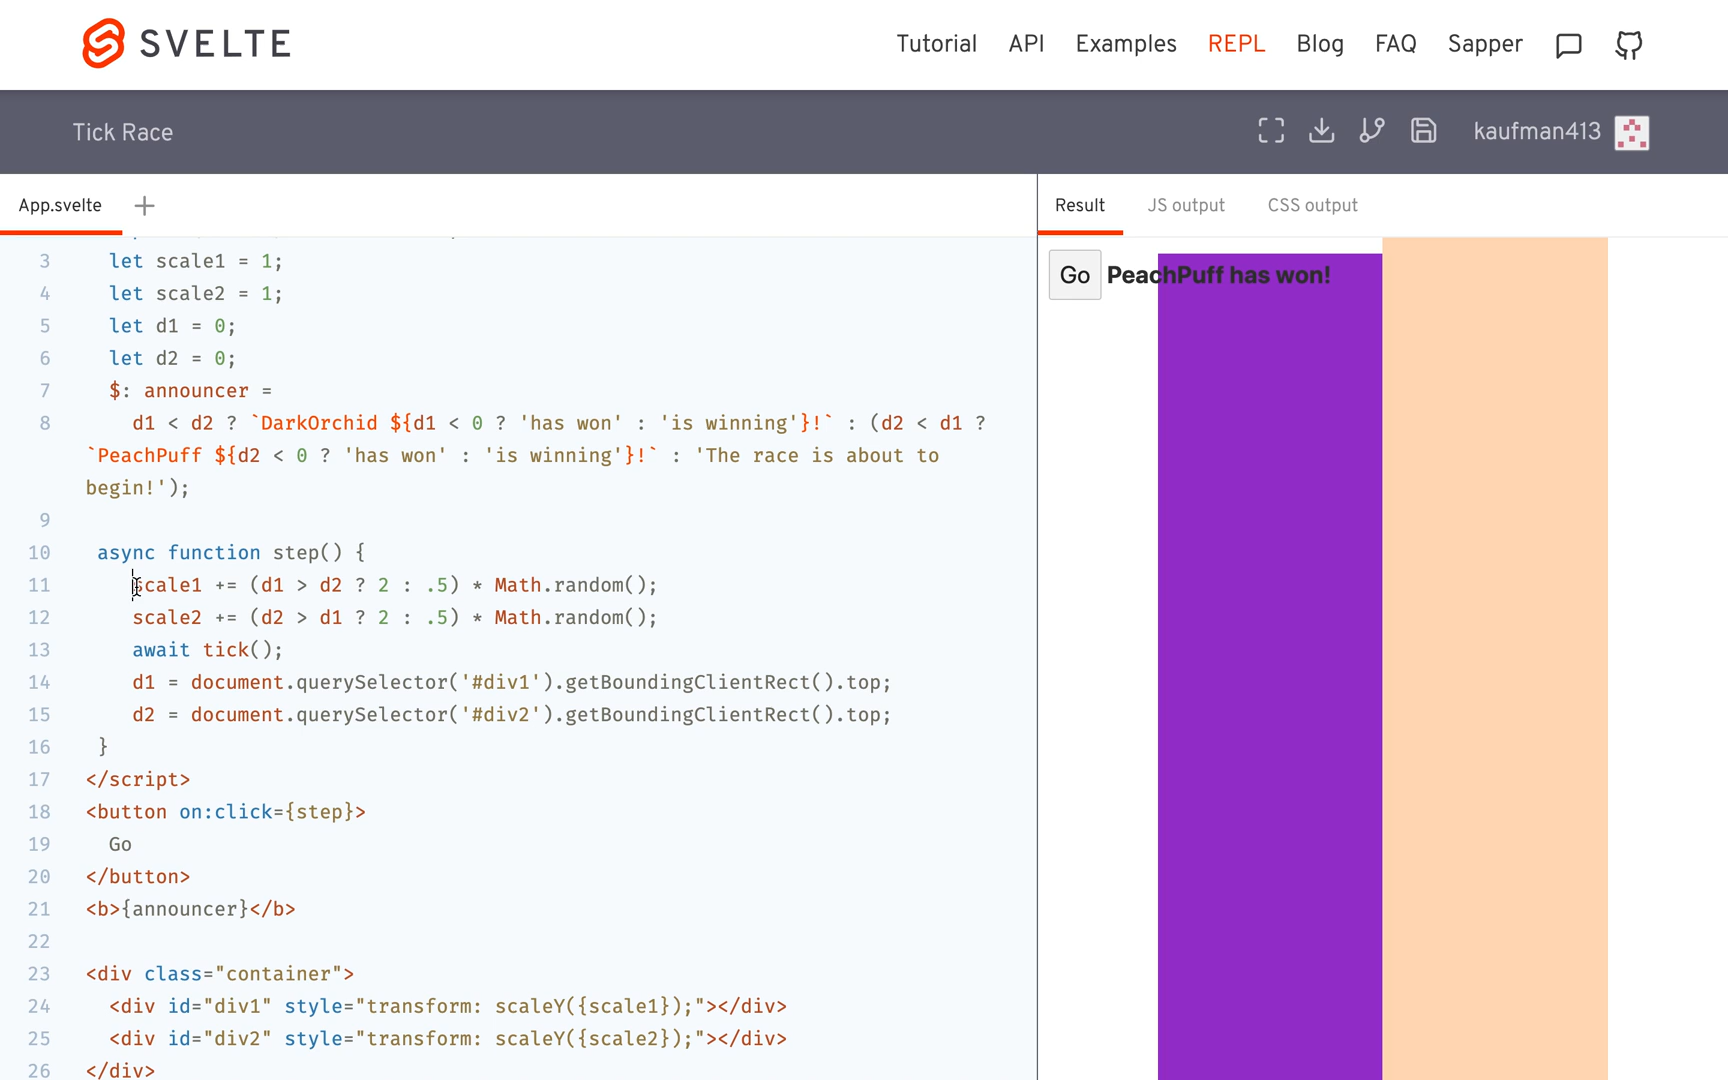 SVELTE
Tutorial API Examples REPL Blog FAQ Sapper
Tick Race
kaufman413
App.svelte +
Result JS output CSS output
3 let scale1 = 1;
4 let scale2 = 1;
5 let d1 = 0;
6 let d2 = 0;
7 $: announcer =
8 d1 < d2 ? `DarkOrchid ${d1 < 0 ? 'has won' : 'is winning'}!` : (d2 < d1 ?
`PeachPuff ${d2 < 0 ? 'has won' : 'is winning'}!` : 'The race is about to
begin!');
9
10 async function step() {
11 scale1 += (d1 > d2 ? 2 : .5) * Math.random();
12 scale2 += (d2 > d1 ? 2 : .5) * Math.random();
13 await tick();
14 d1 = document.querySelector('#div1').getBoundingClientRect().top;
15 d2 = document.querySelector('#div2').getBoundingClientRect().top;
16 }
17 </script>
18 <button on:click={step}>
19 Go
20 </button>
21 <b>{announcer}</b>
22
23 <div class="container">
24 <div id="div1" style="transform: scaleY({scale1});"></div>
25 <div id="div2" style="transform: scaleY({scale2});"></div>
26 </div>
Go PeachPuff has won!